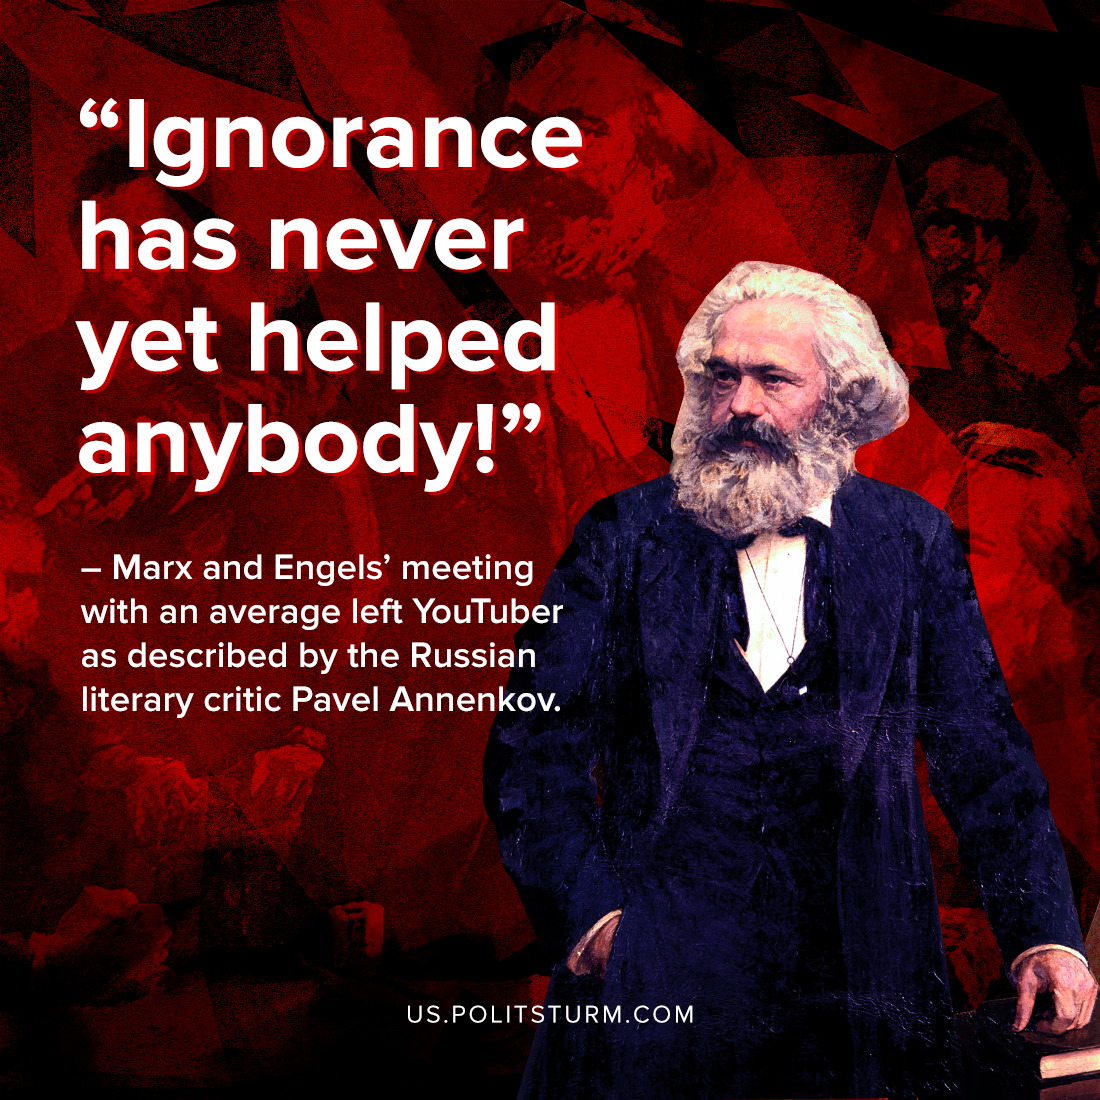 “Ignorance
has never
yet helped
anybody!”
– Marx and Engels’ meeting
with an average left YouTuber
as described by the Russian
literary critic Pavel Annenkov.
US.POLITSTURM.COM